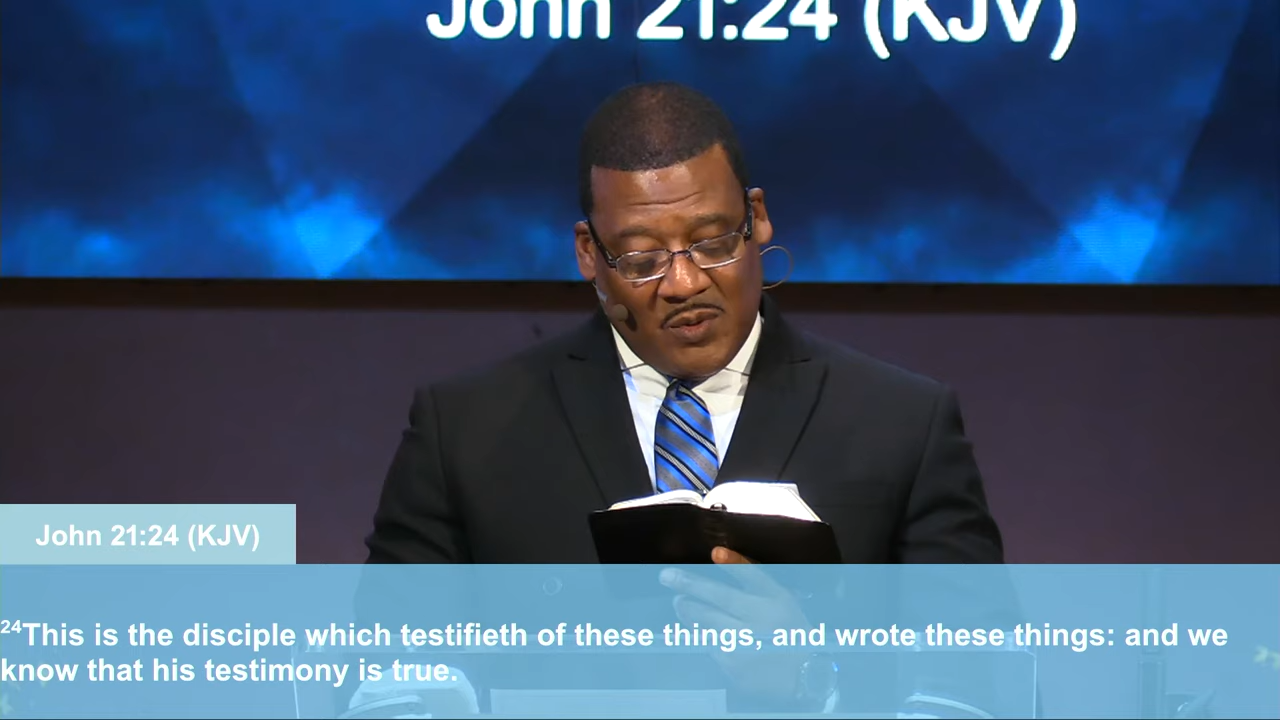 John 21:24 (KJV)
John 21:24 (KJV)
²⁴This is the disciple which testifieth of these things, and wrote these things: and we
know that his testimony is true.